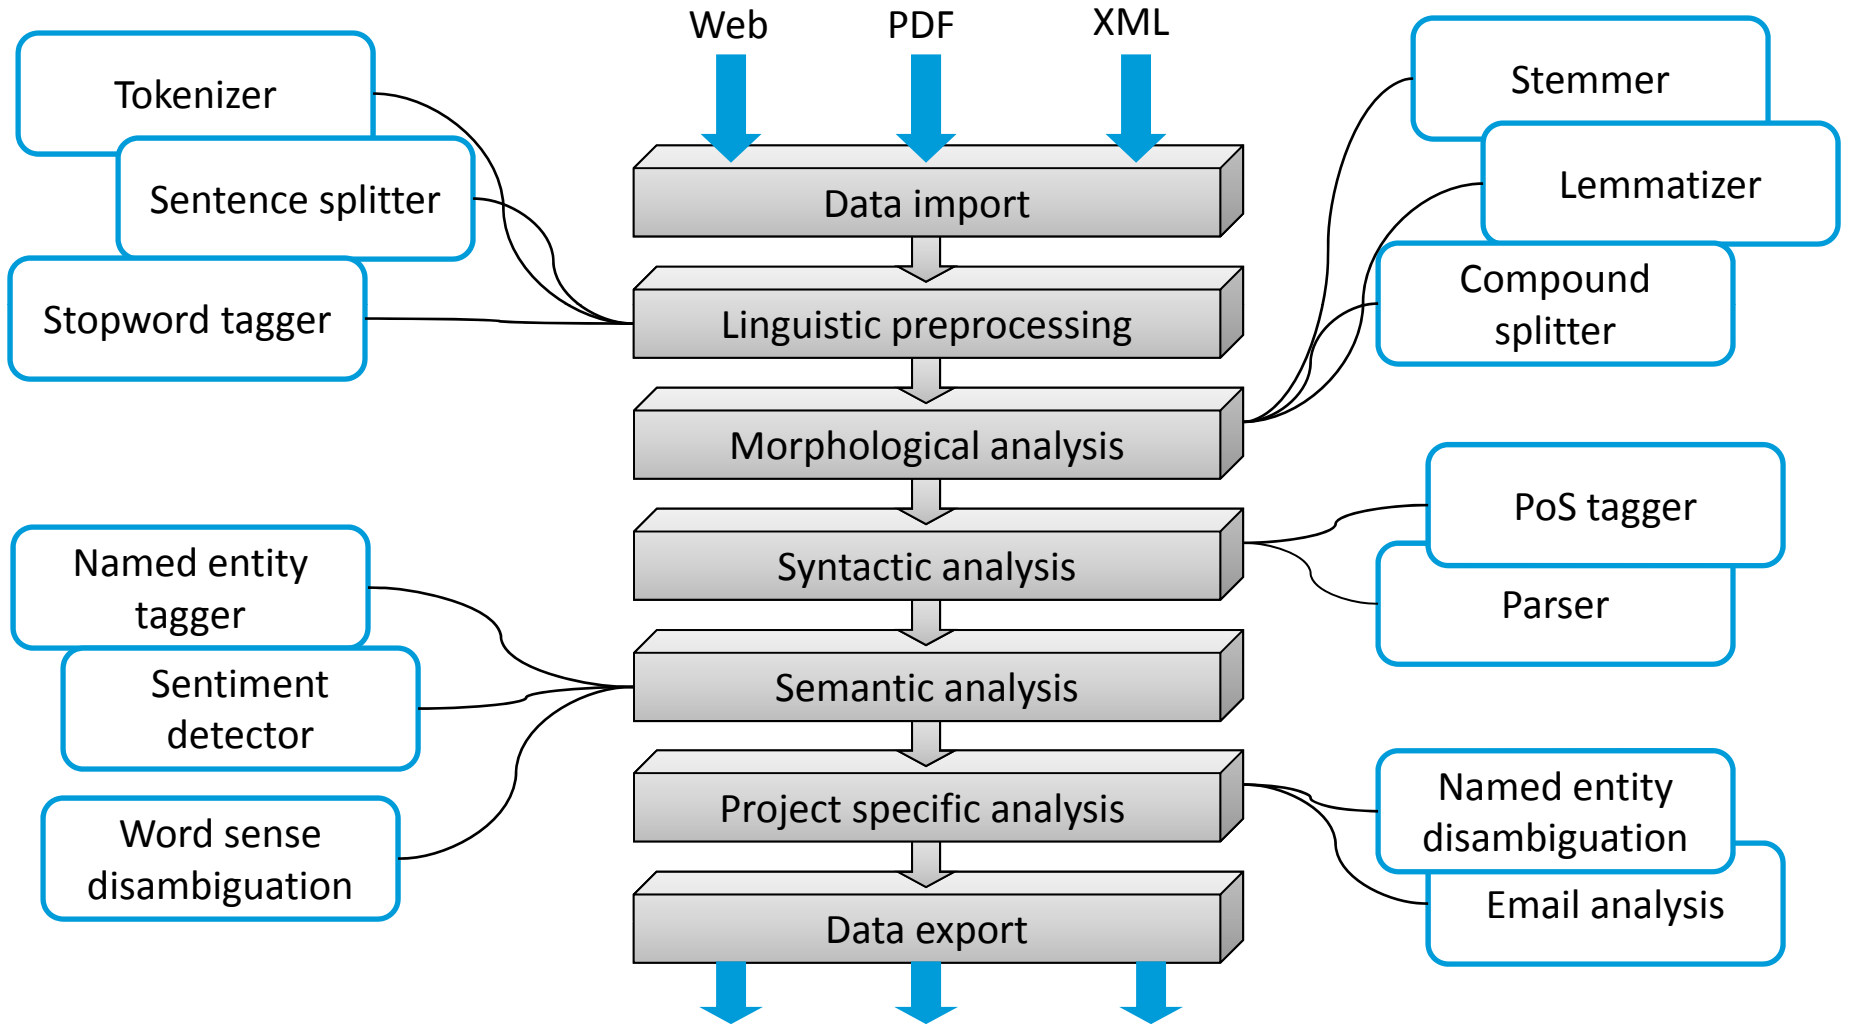 Web
PDF
XML
Tokenizer
Sentence splitter
Stopword tagger
Stemmer
Lemmatizer
Compound
splitter
Data import
Linguistic preprocessing
Morphological analysis
PoS tagger
Parser
Syntactic analysis
Named entity
tagger
Sentiment
detector
Word sense
disambiguation
Semantic analysis
Project specific analysis
Named entity
disambiguation
Email analysis
Data export